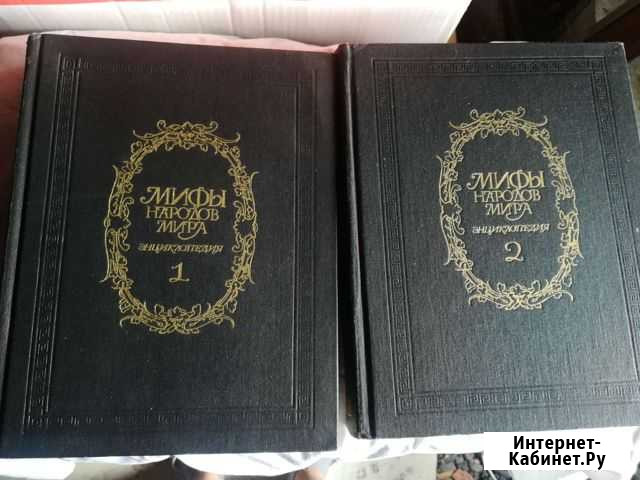 МИФЫ
НАРОДОВ
МИРА
ЭНЦИКЛОПЕДИЯ
1
МИФЫ
НАРОДОВ
МИРА
ЭНЦИКЛОПЕДИЯ
2
Интернет-
Кабинет.Ру